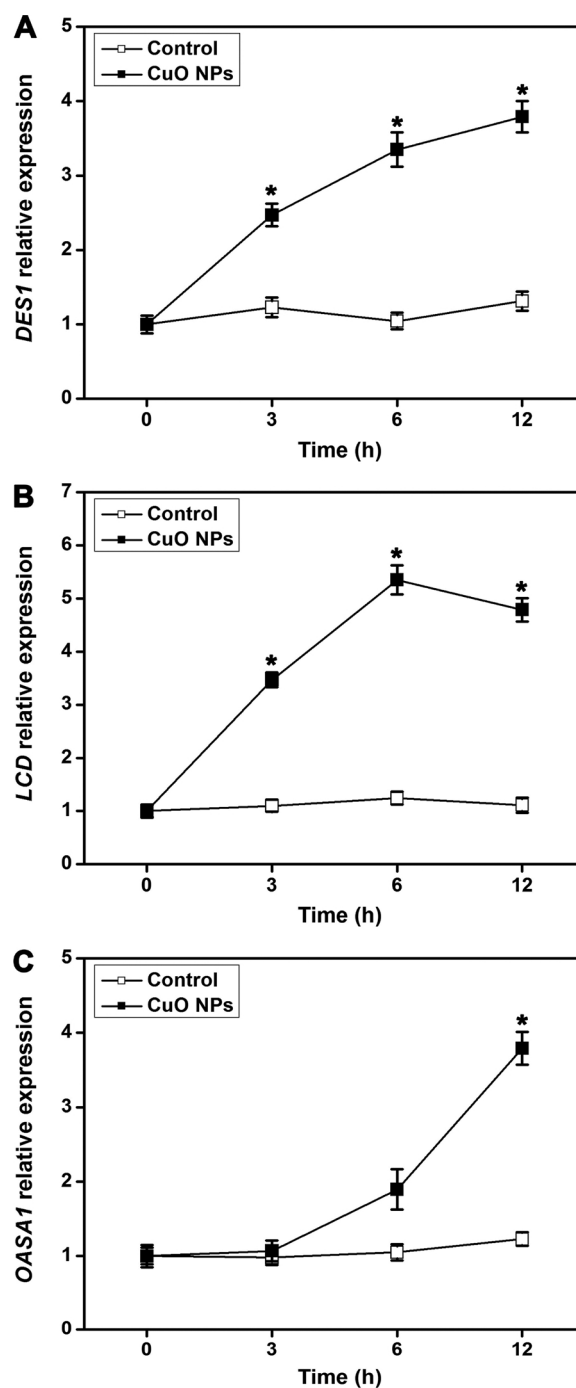 A
Control
CuO NPs
*
*
*
5
4
3
2
1
0
DES1 relative expression
0 3 6 12
Time (h)
B
Control
CuO NPs
*
*
*
7
6
5
4
3
2
1
0
LCD relative expression
0 3 6 12
Time (h)
C
Control
CuO NPs
*
5
4
3
2
1
0
OASA1 relative expression
0 3 6 12
Time (h)